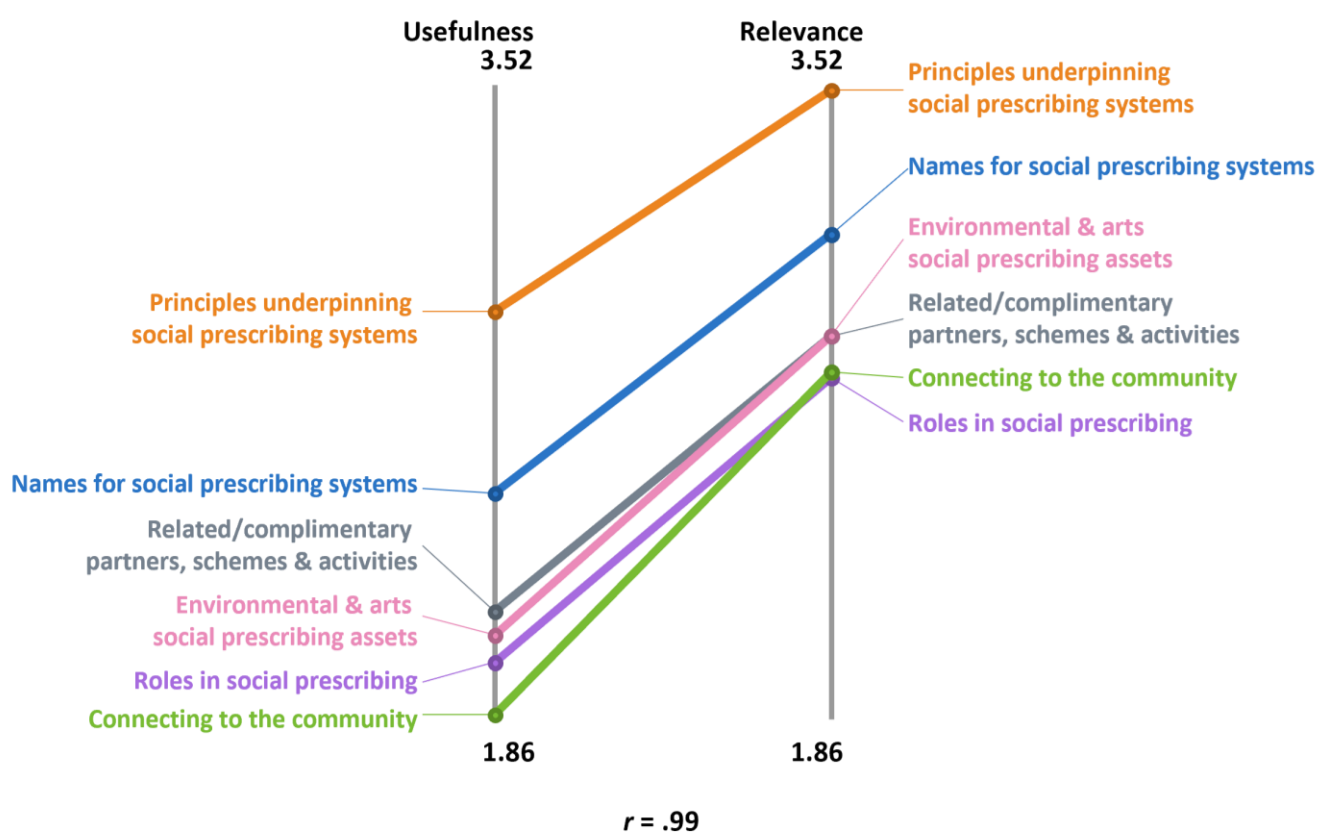 Usefulness
3.52
Relevance
3.52
Principles underpinning
social prescribing systems
Names for social prescribing systems
Related/complimentary
partners, schemes & activities
Environmental & arts
social prescribing assets
Roles in social prescribing
Connecting to the community
Principles underpinning
social prescribing systems
Names for social prescribing systems
Environmental & arts
social prescribing assets
Related/complimentary
partners, schemes & activities
Connecting to the community
Roles in social prescribing
1.86
1.86
r = .99